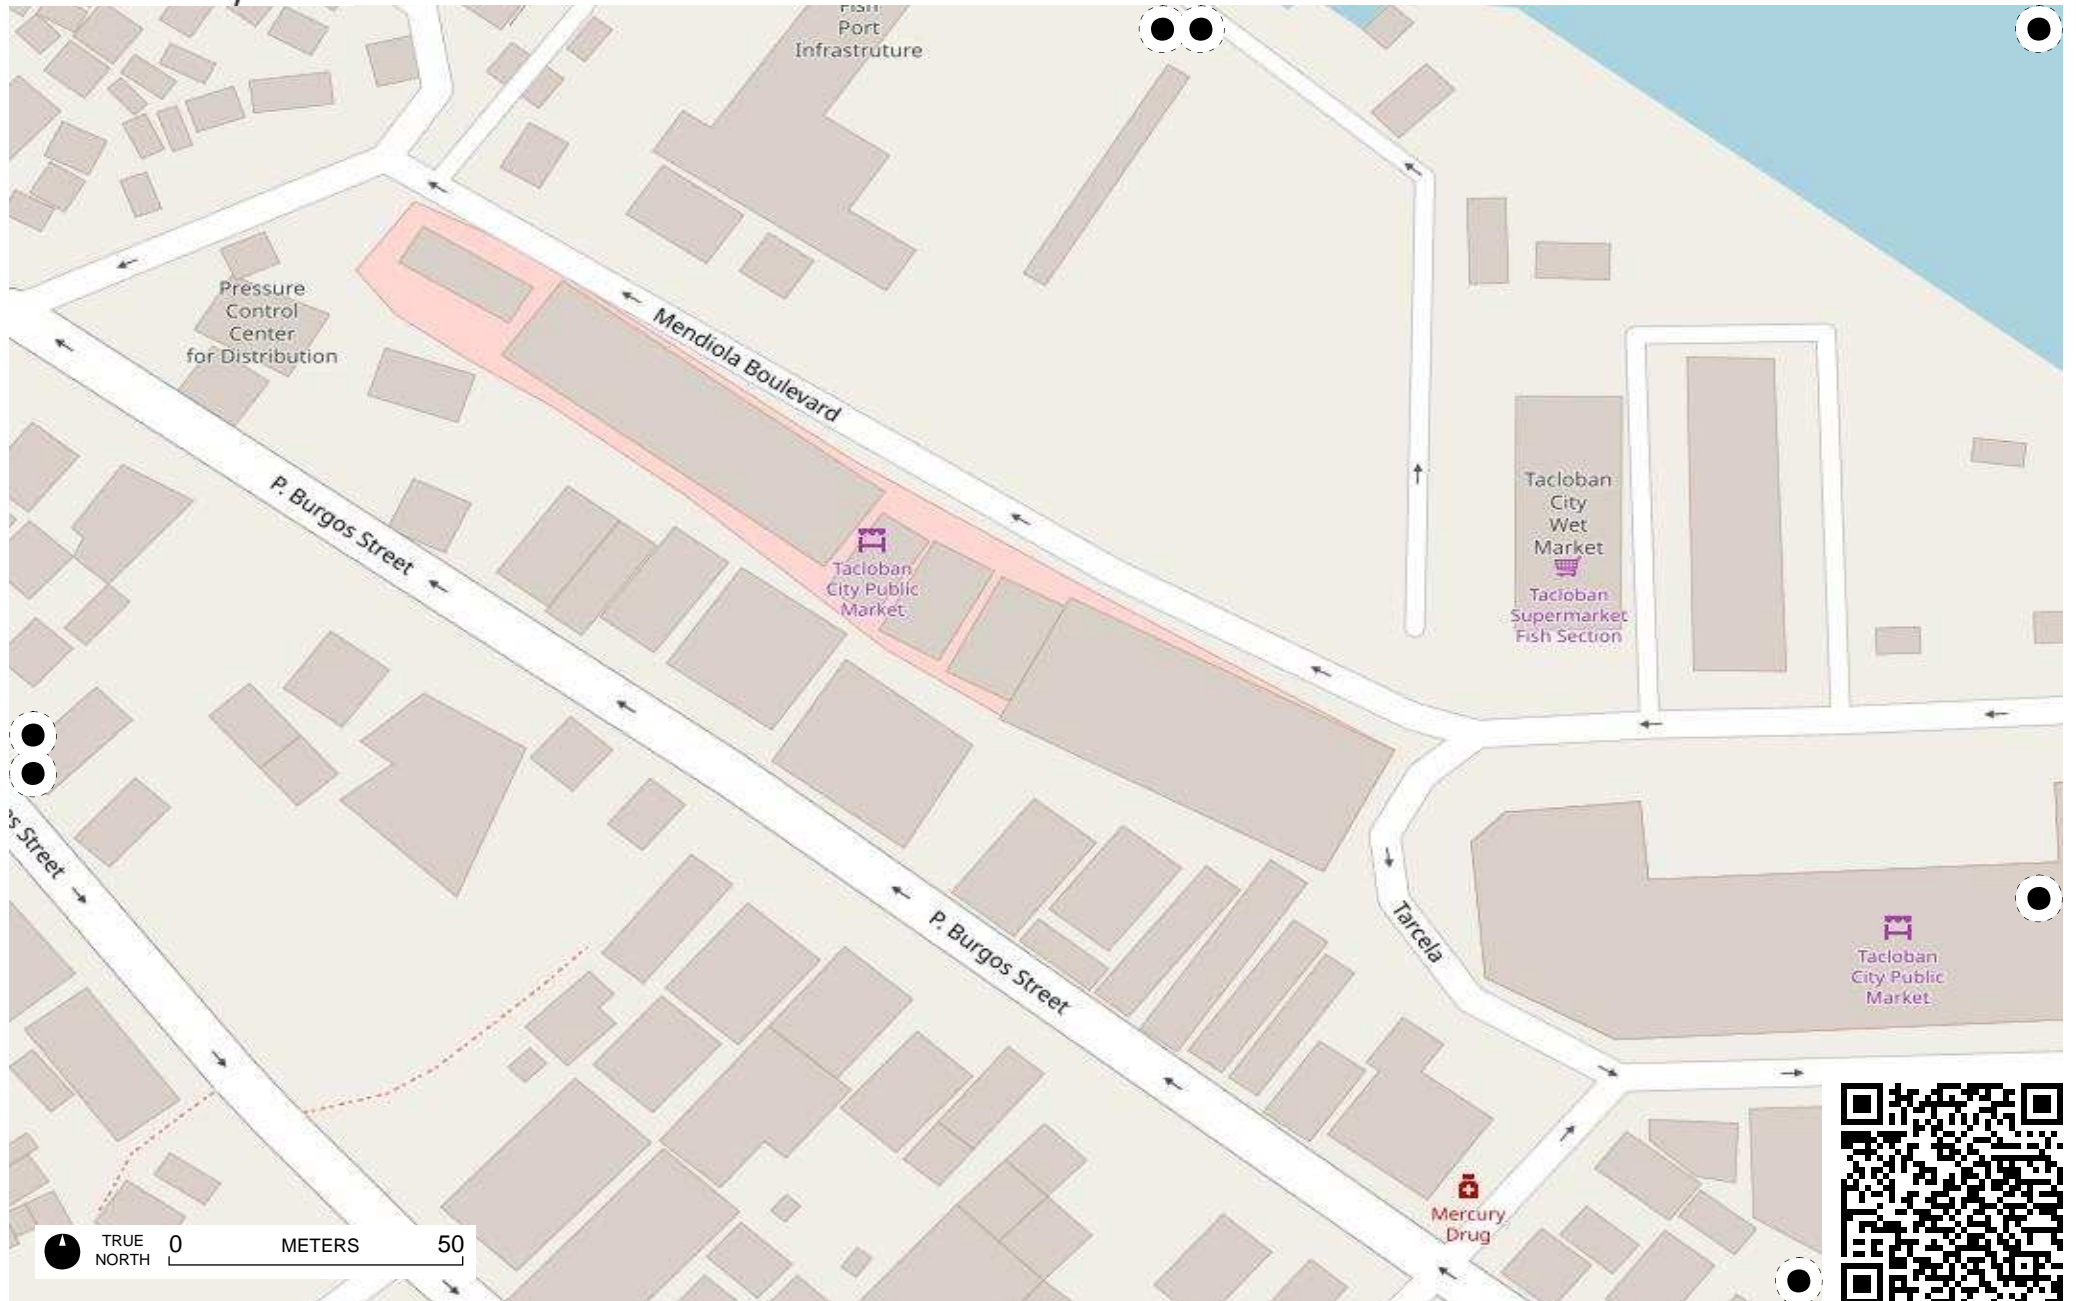 Fish
Port
Infrastruture
Pressure
Control
Center
for Distribution
Mendiola Boulevard
Tacloban
City
Wet
Market
Tacloban
Supermarket
Fish Section
P. Burgos Street
Tacloban
City Public
Market
s Street
P. Burgos Street
Tarcela
Tacloban
City Public
Market
Mercury
Drug
TRUE
NORTH
0 METERS 50